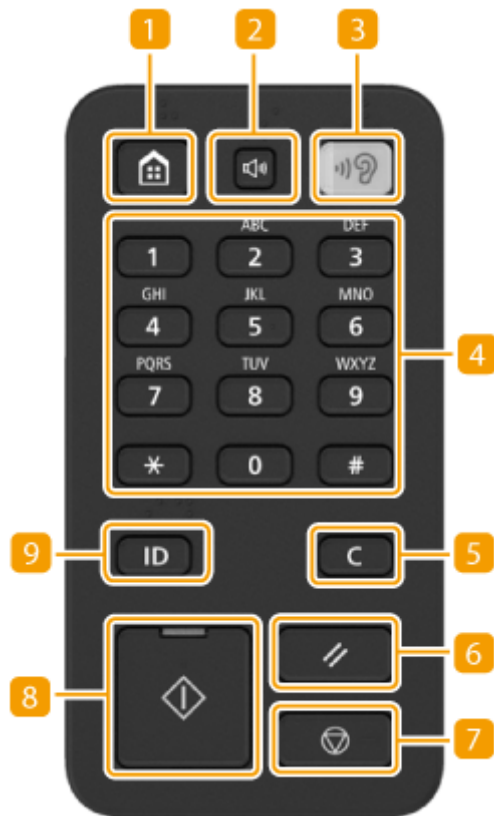 1 2 3
ABC DEF
1 2 3
GHI JKL MNO
4 5 6
4
PQRS TUV WXYZ
7 8 9
* 0 #
9 ID C 5
6
8
7